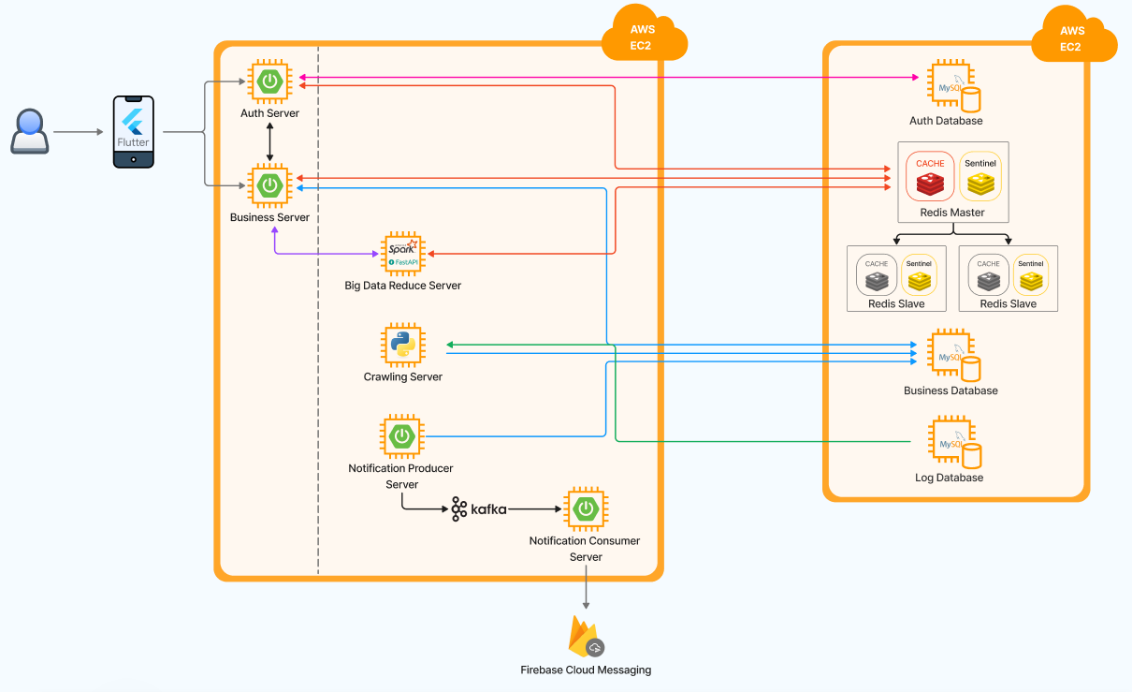 AWS
EC2
AWS
EC2
Flutter
Auth Server
MySQL
Auth Database
Business Server
CACHE
Sentinel
Redis Master
Spark
FastAPI
Big Data Reduce Server
CACHE
Sentinel
Redis Slave
CACHE
Sentinel
Redis Slave
Crawling Server
MySQL
Business Database
Notification Producer
Server
MySQL
Log Database
kafka
Notification Consumer
Server
Firebase Cloud Messaging